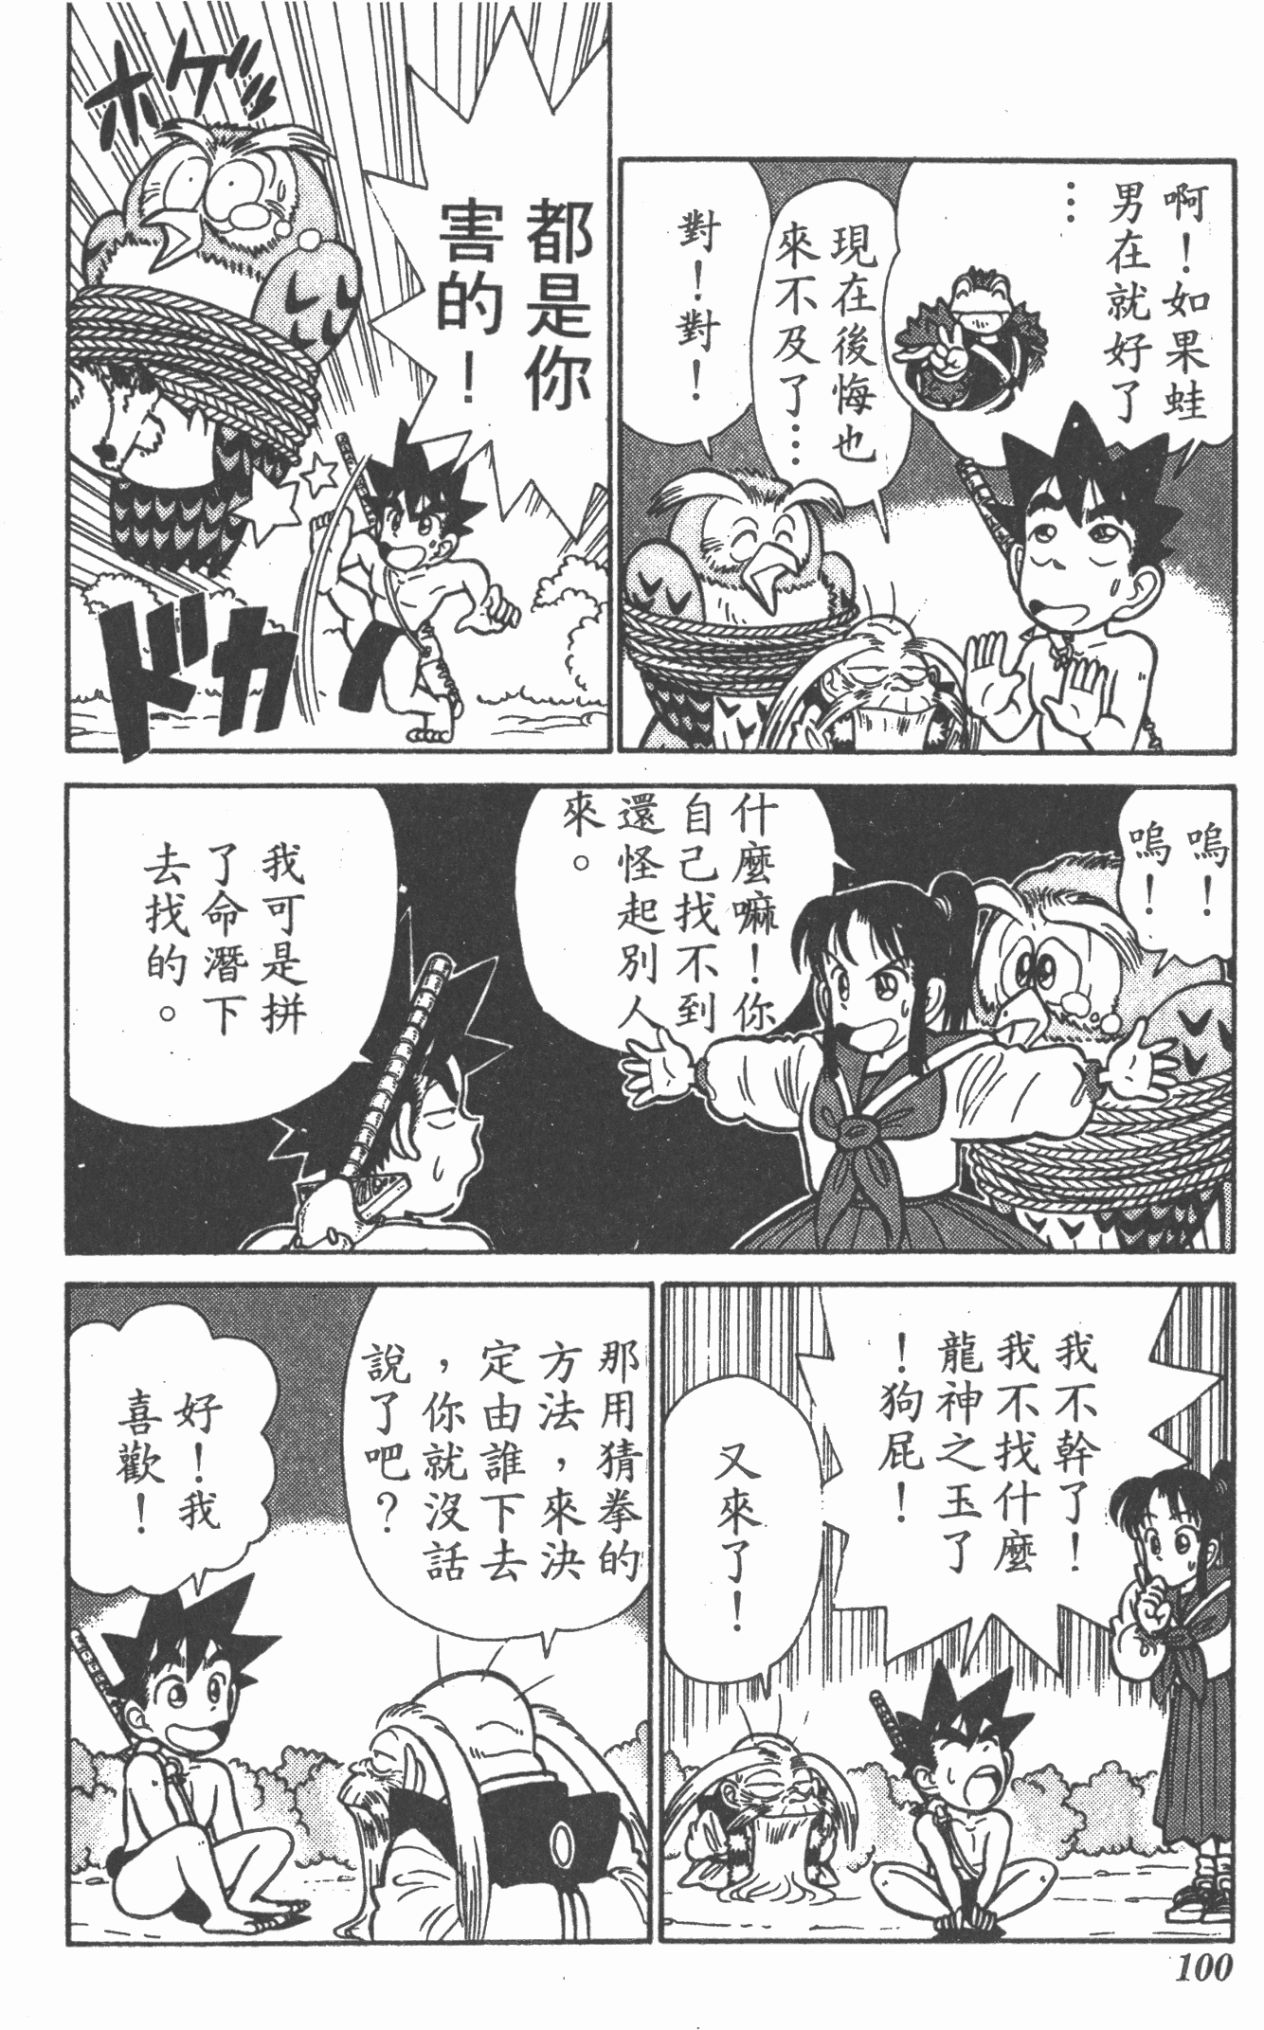 啊！如果蛙
男在就好了
…
現在後悔也
來不及了…
對！對！
都是你
害的！
ボゲッ
ドカ
嗚！
嗚！
什麼嘛！你
自己找不到
還怪起別人
來。
我可是拼
了命潛下
去找的。
我不幹了！
我不找什麼
龍神之玉了
！狗屁！
又來了！
那用猜拳的
方法，來決
定由誰下去
，你就沒話
說了吧？
好！我
喜歡！
100